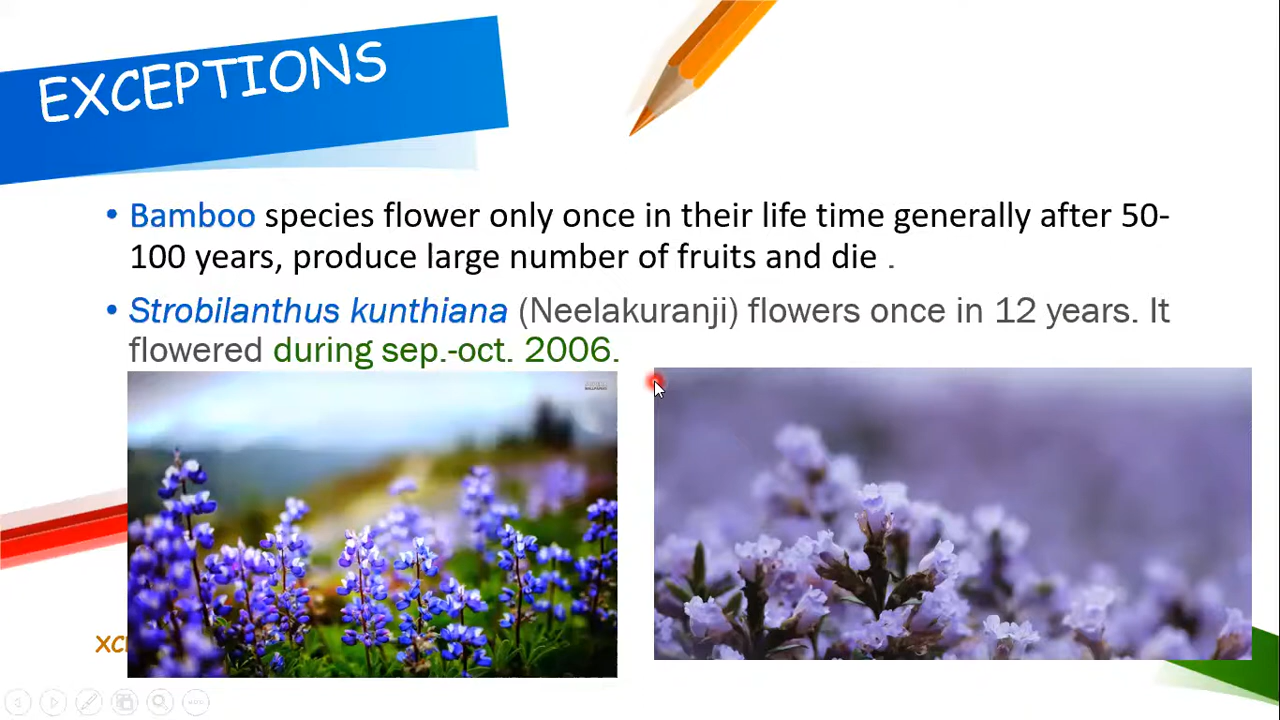 EXCEPTIONS
• Bamboo species flower only once in their life time generally after 50-
100 years, produce large number of fruits and die .
• Strobilanthus kunthiana (Neelakuranji) flowers once in 12 years. It
flowered during sep.-oct. 2006.